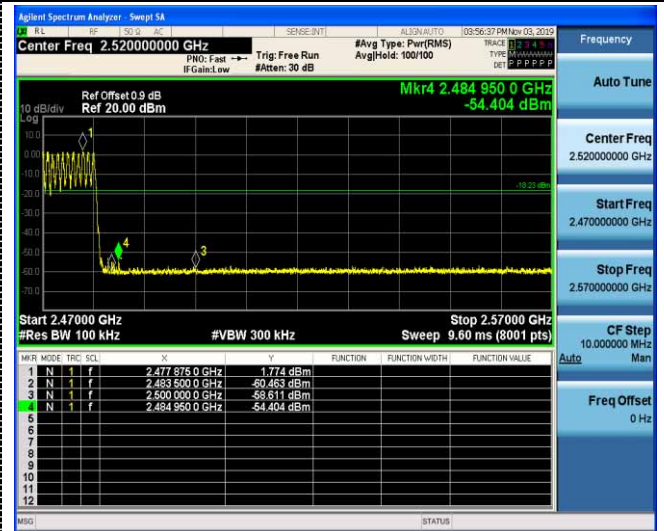 Agilent Spectrum Analyzer - Swept SA
RL RF 50 Ω AC SENSE:INT ALIGNAUTO 03:56:37 PM Nov 03, 2019
Center Freq 2.520000000 GHz #Avg Type: Pwr(RMS) TRACE 1 2 3 4 5 6
PNO: Fast Trig: Free Run Avg|Hold: 100/100 TYPE
IFGain:Low #Atten: 30 dB DET P P P P P P
Frequency
Auto Tune
Center Freq
2.520000000 GHz
Start Freq
2.470000000 GHz
Stop Freq
2.570000000 GHz
CF Step
10.000000 MHz
Auto Man
Freq Offset
0 Hz
Mkr4 2.484 950 0 GHz
-54.404 dBm
Ref Offset 0.9 dB
10 dB/div Ref 20.00 dBm
Log
10.0
0.00
-10.0
-20.0
-30.0
-40.0
-50.0
-60.0
-70.0
1
4
3
-18.23 dBm
Start 2.47000 GHz Stop 2.57000 GHz
#Res BW 100 kHz #VBW 300 kHz Sweep 9.60 ms (8001 pts)
MKR MODE TRC SCL X Y FUNCTION FUNCTION WIDTH FUNCTION VALUE
1 N 1 f 2.477 875 0 GHz 1.774 dBm
2 N 1 f 2.483 500 0 GHz -60.463 dBm
3 N 1 f 2.500 000 0 GHz -58.611 dBm
4 N 1 f 2.484 950 0 GHz -54.404 dBm
5
6
7
8
9
10
11
12
MSG STATUS